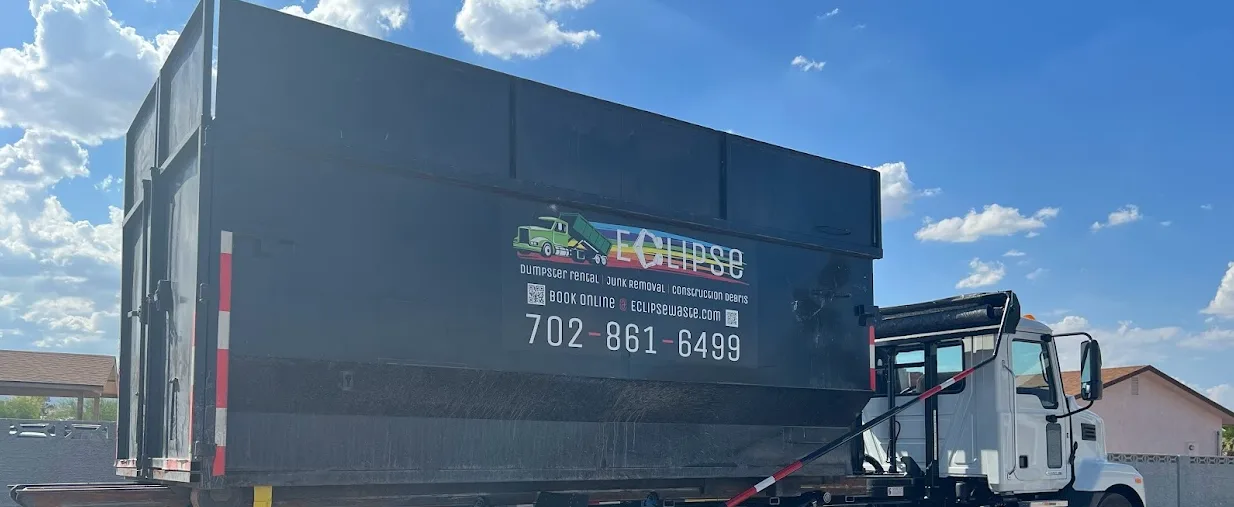 ECLIPSE
Dumpster rental | Junk Removal | Construction Debris
Book Online @ eclipsewaste.com
702-861-6499